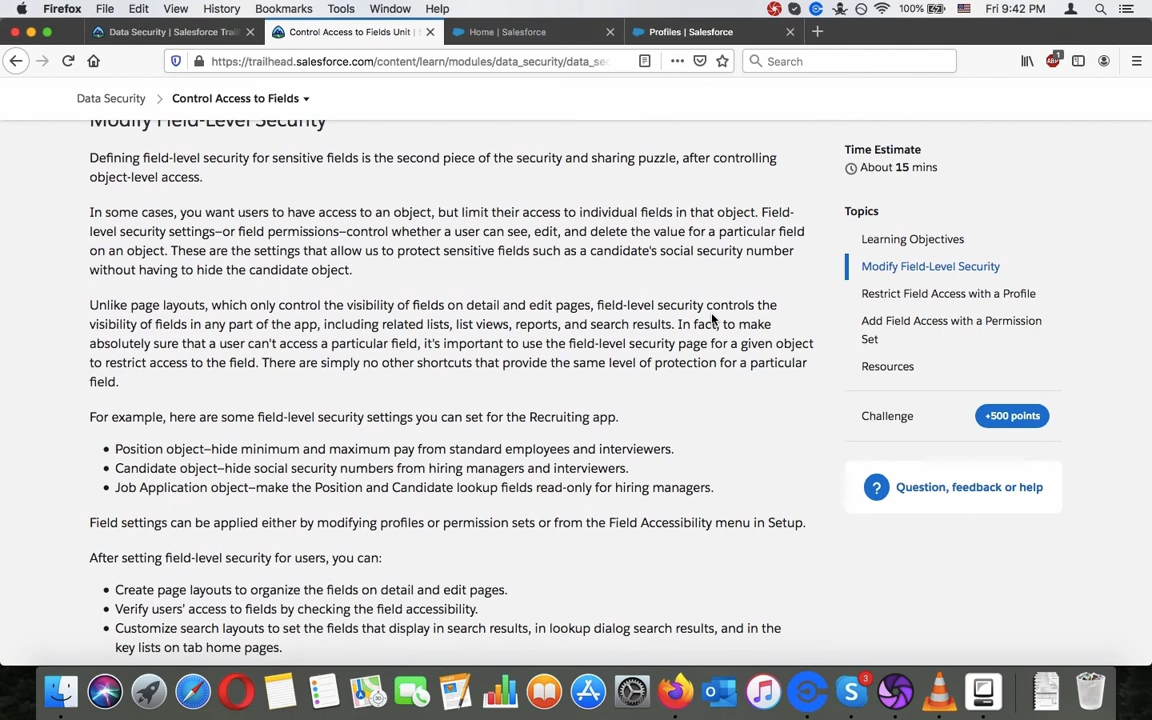 Firefox File Edit View History Bookmarks Tools Window Help 100% Fri 9:42 PM
Data Security | Salesforce Trail
Control Access to Fields Unit |
Home | Salesforce
Profiles | Salesforce
https://trailhead.salesforce.com/content/learn/modules/data_security/data_sec
Search
ABP
1
Data Security > Control Access to Fields
Modify Field-Level Security
Defining field-level security for sensitive fields is the second piece of the security and sharing puzzle, after controlling
object-level access.
In some cases, you want users to have access to an object, but limit their access to individual fields in that object. Field-
level security settings—or field permissions—control whether a user can see, edit, and delete the value for a particular field
on an object. These are the settings that allow us to protect sensitive fields such as a candidate's social security number
without having to hide the candidate object.
Unlike page layouts, which only control the visibility of fields on detail and edit pages, field-level security controls the
visibility of fields in any part of the app, including related lists, list views, reports, and search results. In fact, to make
absolutely sure that a user can't access a particular field, it's important to use the field-level security page for a given object
to restrict access to the field. There are simply no other shortcuts that provide the same level of protection for a particular
field.
For example, here are some field-level security settings you can set for the Recruiting app.
• Position object—hide minimum and maximum pay from standard employees and interviewers.
• Candidate object—hide social security numbers from hiring managers and interviewers.
• Job Application object—make the Position and Candidate lookup fields read-only for hiring managers.
Field settings can be applied either by modifying profiles or permission sets or from the Field Accessibility menu in Setup.
After setting field-level security for users, you can:
• Create page layouts to organize the fields on detail and edit pages.
• Verify users' access to fields by checking the field accessibility.
• Customize search layouts to set the fields that display in search results, in lookup dialog search results, and in the
key lists on tab home pages.
Time Estimate
About 15 mins
Topics
Learning Objectives
Modify Field-Level Security
Restrict Field Access with a Profile
Add Field Access with a Permission
Set
Resources
Challenge
+500 points
? Question, feedback or help
3